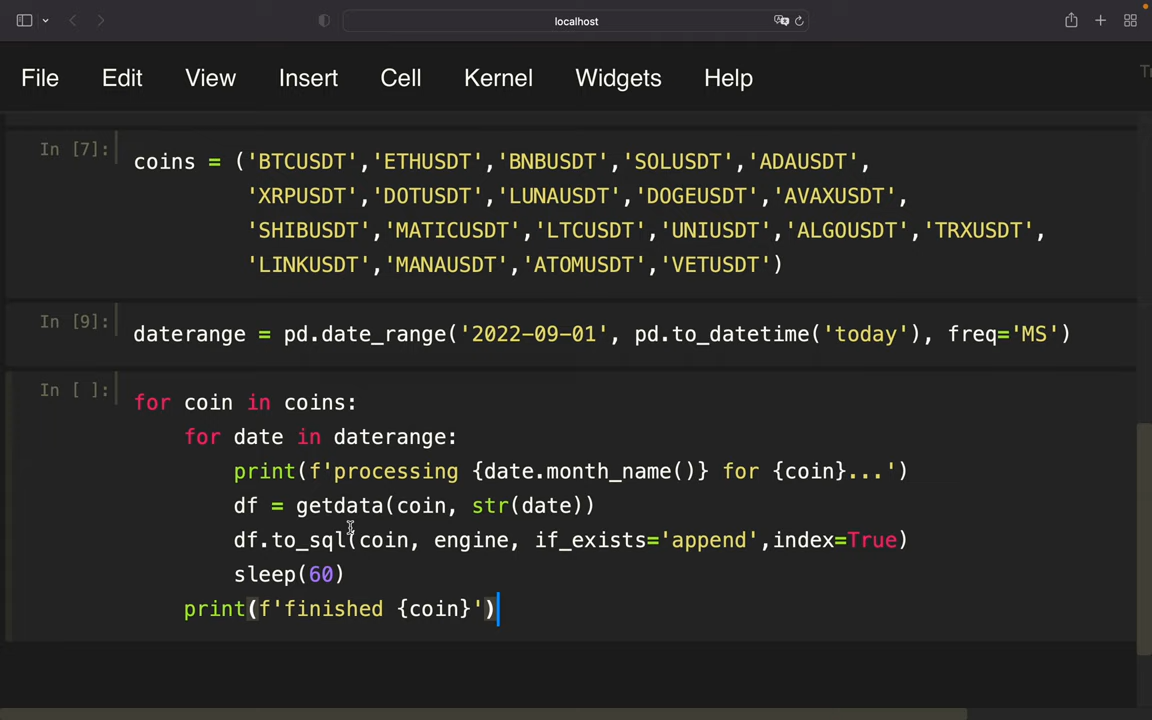 localhost
File Edit View Insert Cell Kernel Widgets Help
In [7]:
coins = ('BTCUSDT','ETHUSDT','BNBUSDT','SOLUSDT','ADAUSDT',
'XRPUSDT','DOTUSDT','LUNAUSDT','DOGEUSDT','AVAXUSDT',
'SHIBUSDT','MATICUSDT','LTCUSDT','UNIUSDT','ALGOUSDT','TRXUSDT',
'LINKUSDT','MANAUSDT','ATOMUSDT','VETUSDT')
In [9]:
daterange = pd.date_range('2022-09-01', pd.to_datetime('today'), freq='MS')
In [ ]:
for coin in coins:
for date in daterange:
print(f'processing {date.month_name()} for {coin}...')
df = getdata(coin, str(date))
df.to_sql(coin, engine, if_exists='append',index=True)
sleep(60)
print(f'finished {coin}')